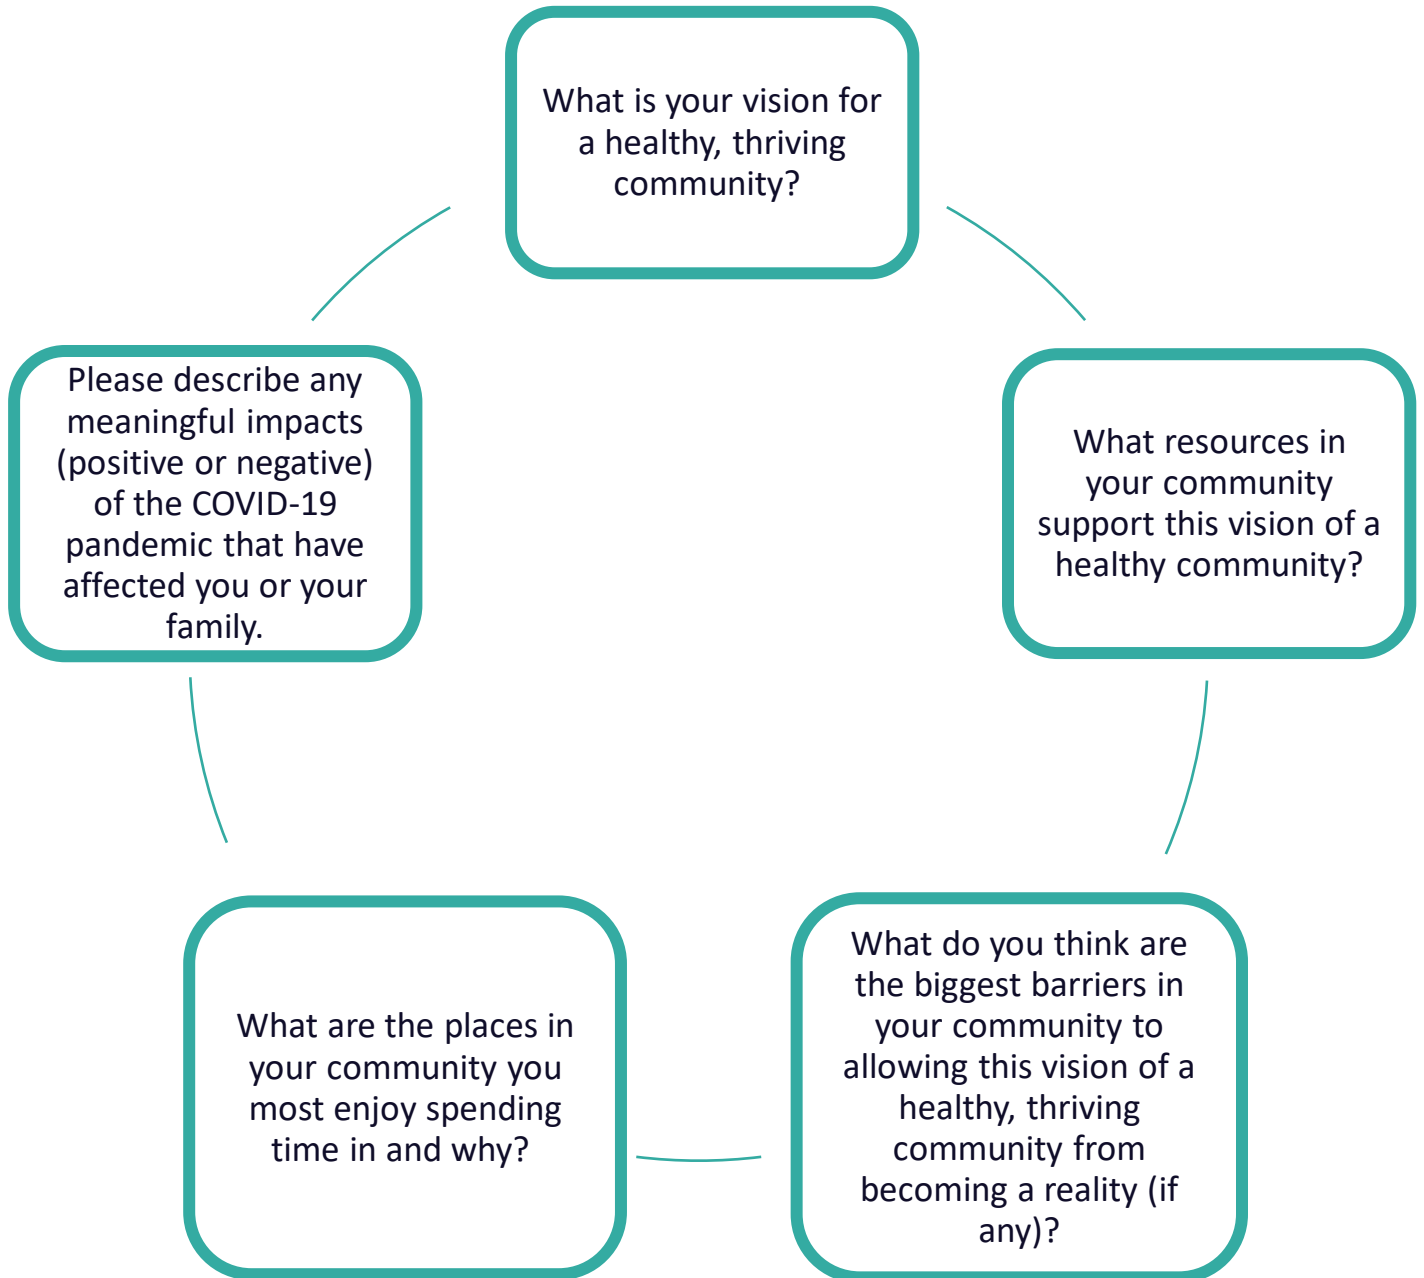 What is your vision for
a healthy, thriving
community?
What resources in
your community
support this vision of a
healthy community?
What do you think are
the biggest barriers in
your community to
allowing this vision of a
healthy, thriving
community from
becoming a reality (if
any)?
What are the places in
your community you
most enjoy spending
time in and why?
Please describe any
meaningful impacts
(positive or negative)
of the COVID-19
pandemic that have
affected you or your
family.